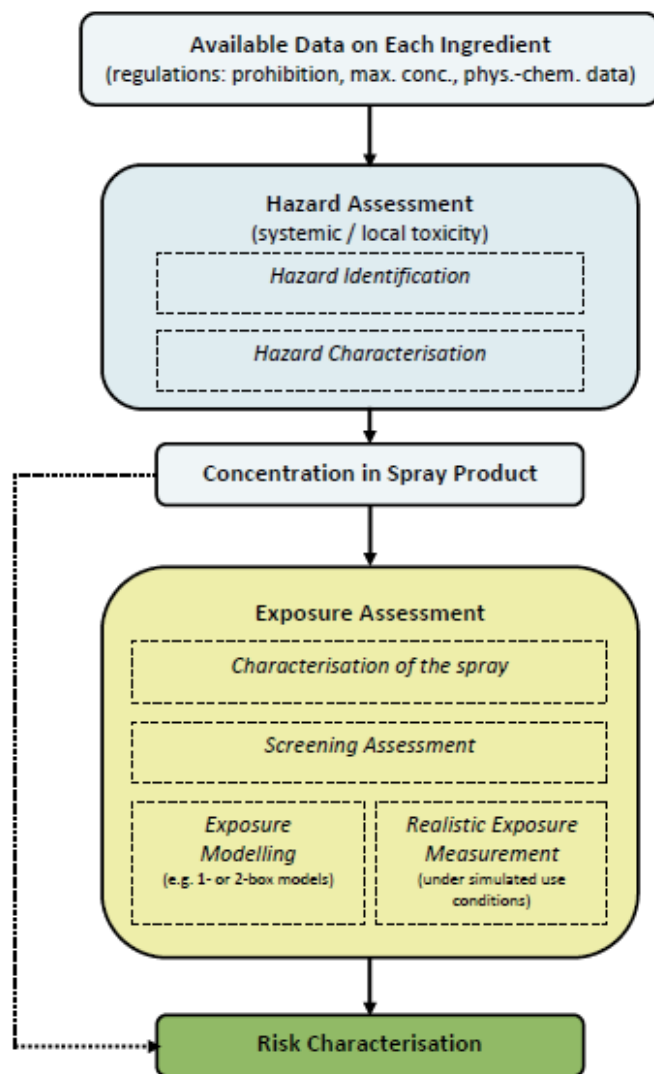 Available Data on Each Ingredient
(regulations: prohibition, max. conc., phys.-chem. data)
Hazard Assessment
(systemic / local toxicity)
Hazard Identification
Hazard Characterisation
Concentration in Spray Product
Exposure Assessment
Characterisation of the spray
Screening Assessment
Exposure
Modelling
(e.g. 1- or 2-box models)
Realistic Exposure
Measurement
(under simulated use
conditions)
Risk Characterisation